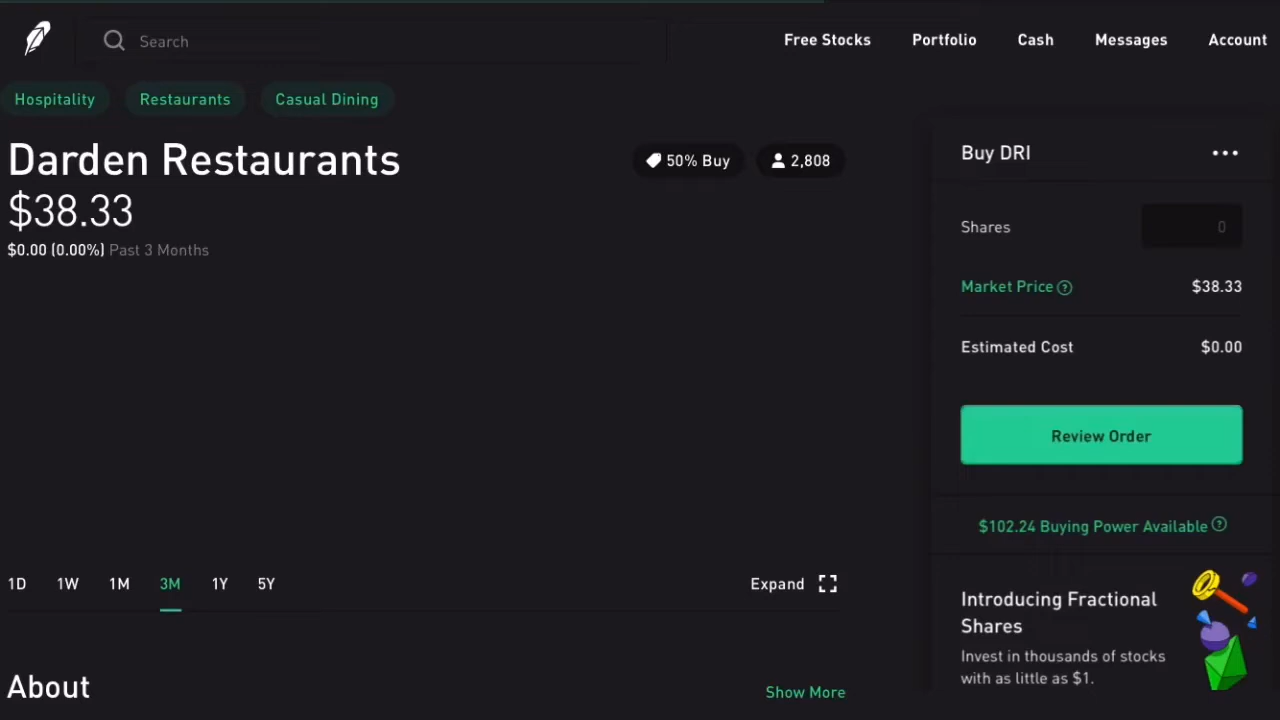 Search
Free Stocks Portfolio Cash Messages Account
Hospitality Restaurants Casual Dining
Darden Restaurants
50% Buy 2,808
$38.33
$0.00 (0.00%) Past 3 Months
1D 1W 1M 3M 1Y 5Y
Expand
About
Show More
Buy DRI
Shares 0
Market Price ? $38.33
Estimated Cost $0.00
Review Order
$102.24 Buying Power Available ?
Introducing Fractional
Shares
Invest in thousands of stocks
with as little as $1.